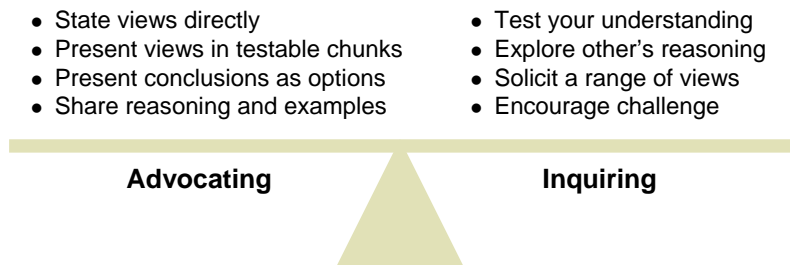 • State views directly
• Present views in testable chunks
• Present conclusions as options
• Share reasoning and examples
• Test your understanding
• Explore other's reasoning
• Solicit a range of views
• Encourage challenge
Advocating
Inquiring